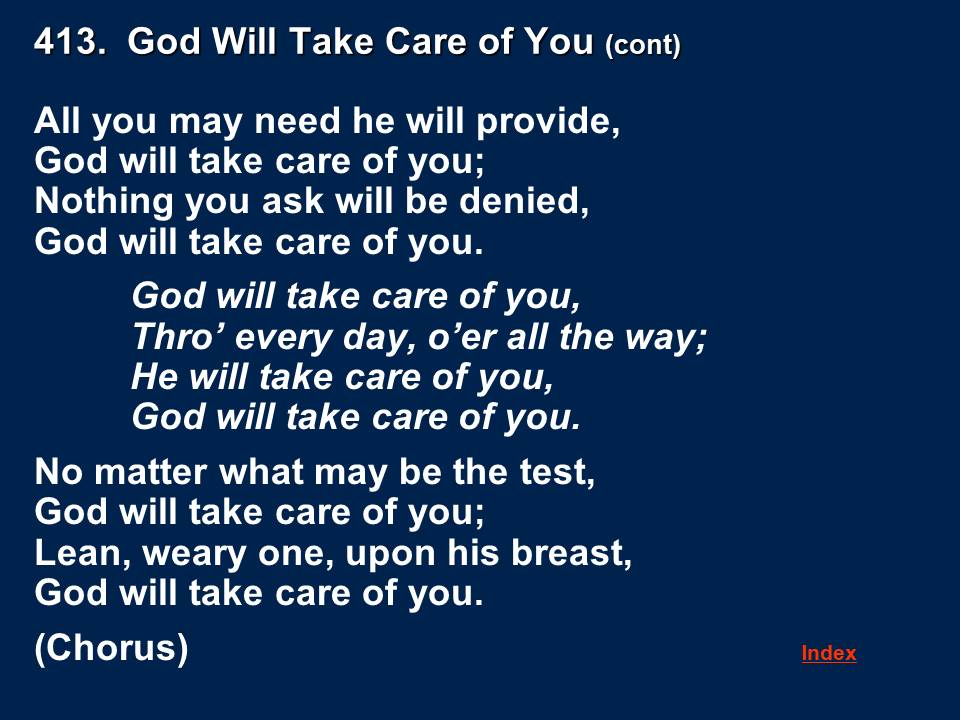 413.  God Will Take Care of You (cont)
All you may need he will provide,
God will take care of you;
Nothing you ask will be denied,
God will take care of you.
God will take care of you,
Thro’ every day, o’er all the way;
He will take care of you,
God will take care of you.
No matter what may be the test,
God will take care of you;
Lean, weary one, upon his breast,
God will take care of you.
(Chorus)
Index